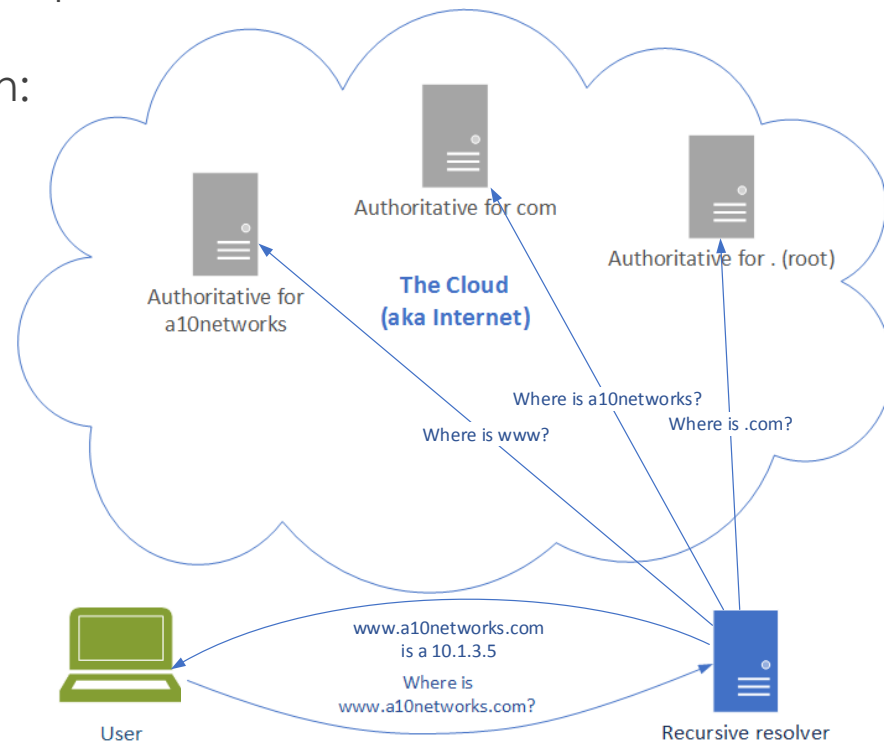 n:
Authoritative for com
Authoritative for . (root)
Authoritative for
a10networks
The Cloud
(aka Internet)
Where is a10networks?
Where is .com?
Where is www?
www.a10networks.com
is a 10.1.3.5
Where is
www.a10networks.com?
User
Recursive resolver